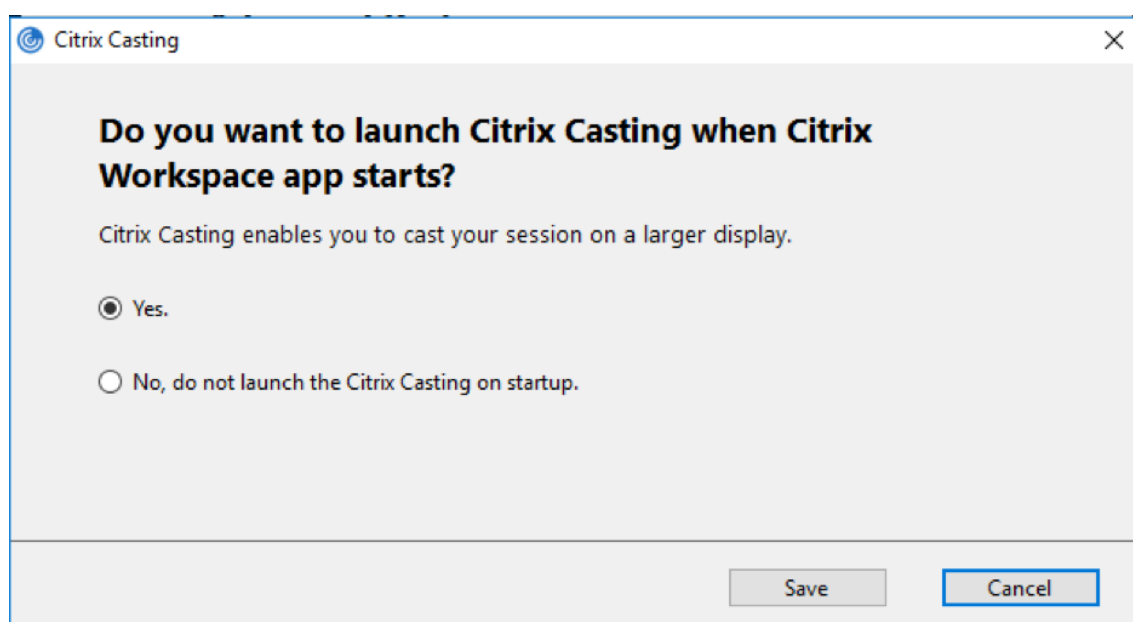 Citrix Casting
Do you want to launch Citrix Casting when Citrix
Workspace app starts?
Citrix Casting enables you to cast your session on a larger display.
Yes.
No, do not launch the Citrix Casting on startup.
Save
Cancel